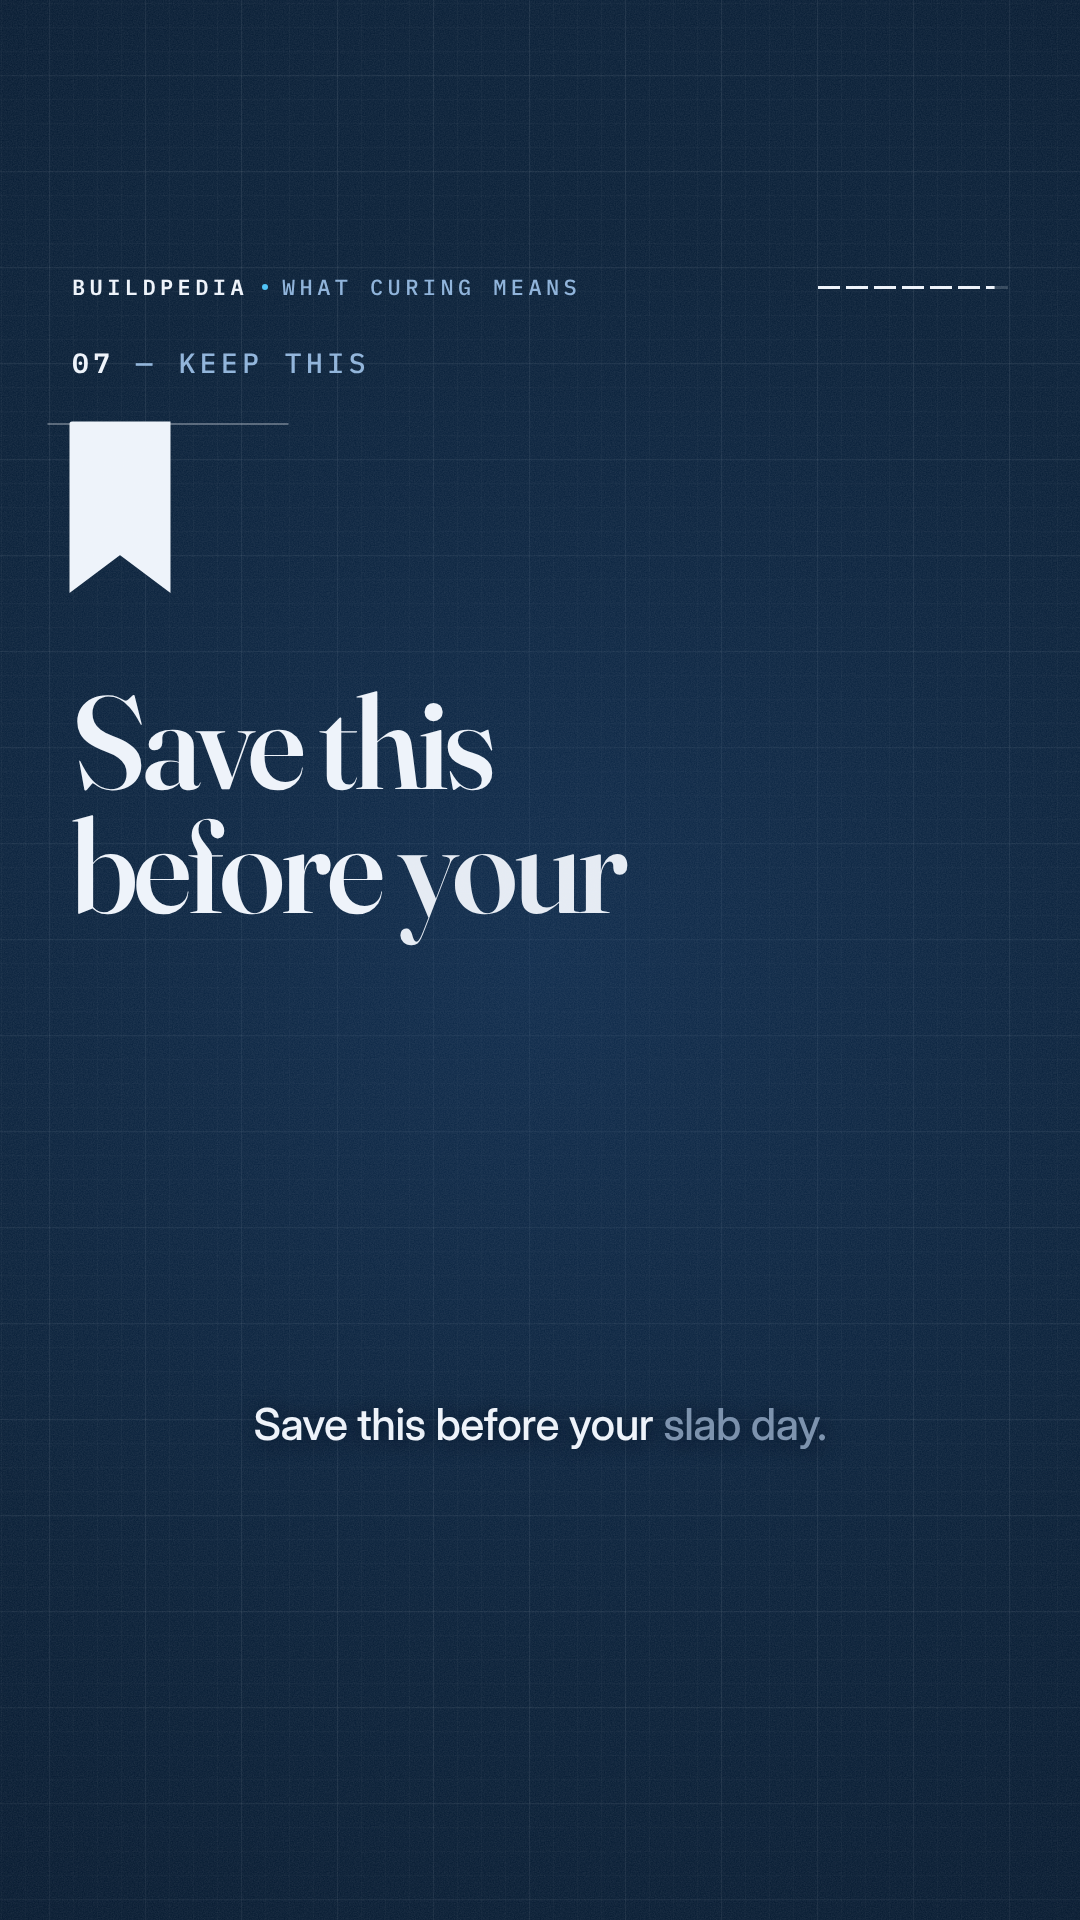 BUILDPEDIA • WHAT CURING MEANS
07 — KEEP THIS
Save this
before your
Save this before your slab day.